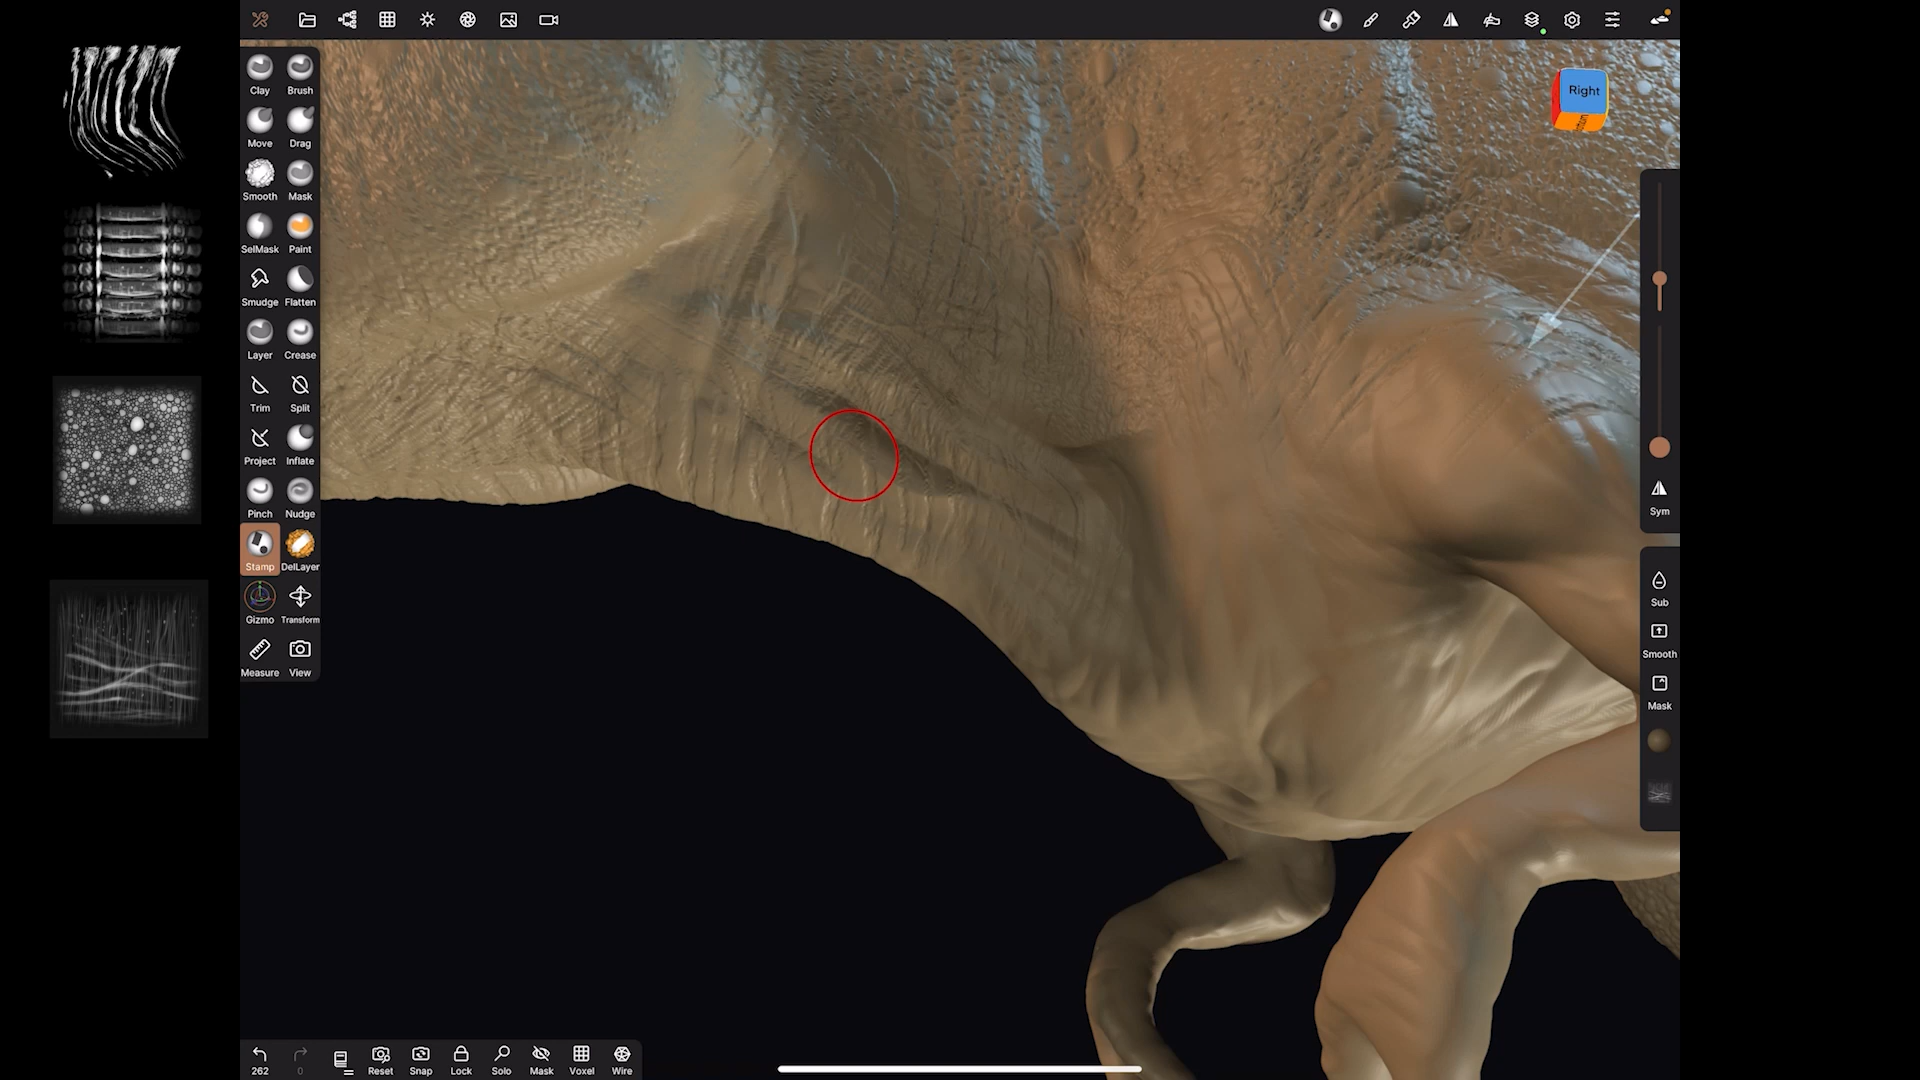 Right
Clay Brush
Move Drag
Smooth Mask
SelMask Paint
Smudge Flatten
Layer Crease
Trim Split
Project Inflate
Pinch Nudge
Stamp DelLayer
Gizmo Transform
Measure View
Sym
Sub
Smooth
Mask
262 0 Reset Snap Lock Solo Mask Voxel Wire